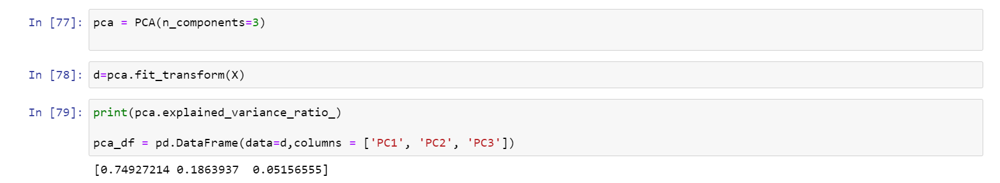 In [77]: pca = PCA(n_components=3)
In [78]: d=pca.fit_transform(X)
In [79]: print(pca.explained_variance_ratio_)
pca_df = pd.DataFrame(data=d,columns = ['PC1', 'PC2', 'PC3'])
[0.74927214 0.1863937  0.05156555]